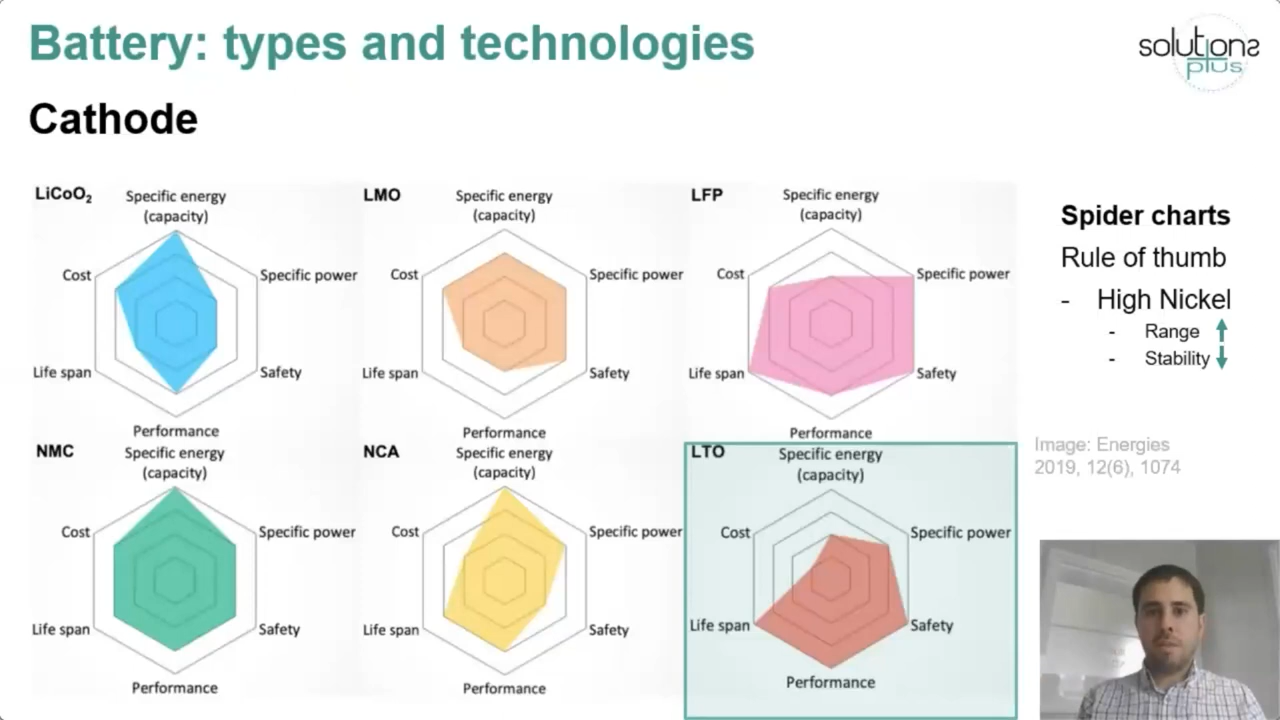 Battery: types and technologies
solutions
plus
Cathode
LiCoO₂
Specific energy
(capacity)
Cost
Specific power
Life span
Safety
Performance
LMO
Specific energy
(capacity)
Cost
Specific power
Life span
Safety
Performance
LFP
Specific energy
(capacity)
Cost
Specific power
Life span
Safety
Performance
NMC
Specific energy
(capacity)
Cost
Specific power
Life span
Safety
Performance
NCA
Specific energy
(capacity)
Cost
Specific power
Life span
Safety
Performance
LTO
Specific energy
(capacity)
Cost
Specific power
Life span
Safety
Performance
Spider charts
Rule of thumb
- High Nickel
- Range ↑
- Stability ↓
Image: Energies
2019, 12(6), 1074